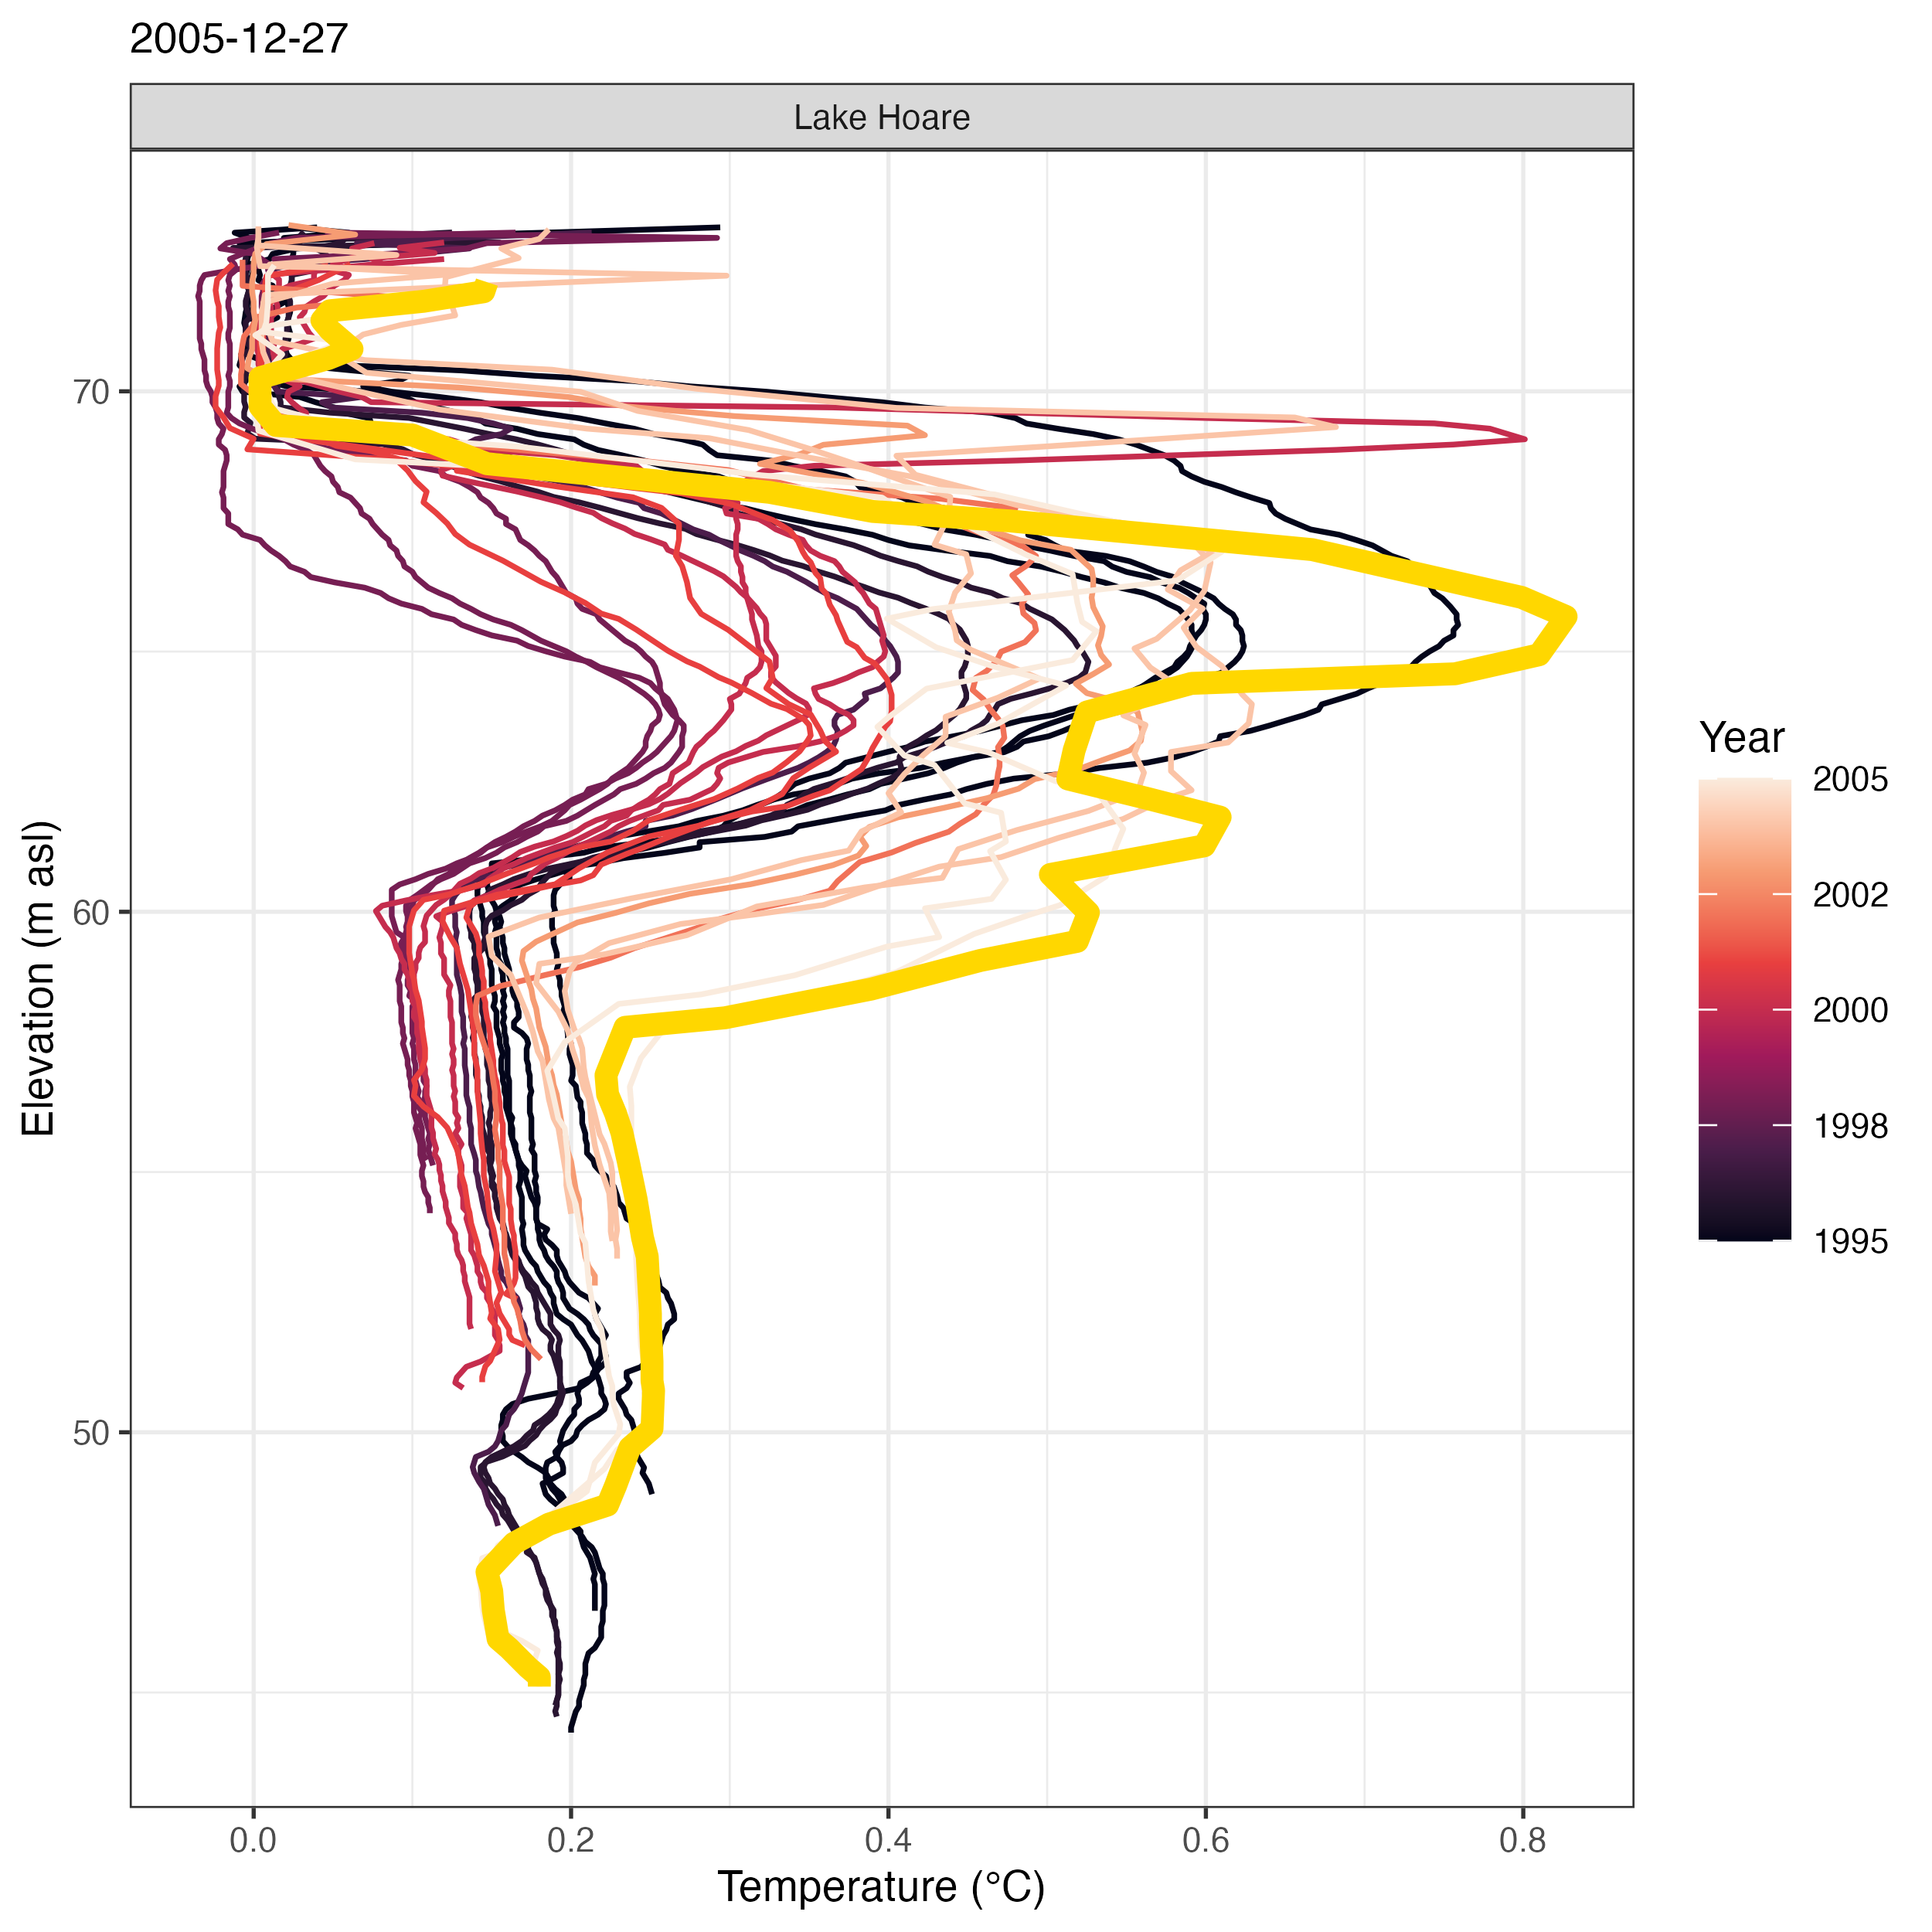 2005-12-27
Lake Hoare
70
60
50
Elevation (m asl)
0.0 0.2 0.4 0.6 0.8
Temperature (°C)
Year
2005
2002
2000
1998
1995